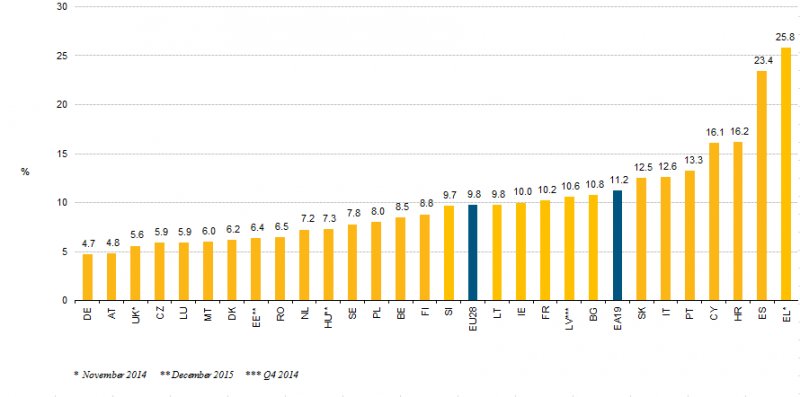 30
25
20
15
10
5
0
%
4.7 4.8 5.6 5.9 5.9 6.0 6.2 6.4 6.5 7.2 7.3 7.8 8.0 8.5 8.8 9.7 9.8 9.8 10.0 10.2 10.6 10.8 11.2 12.5 12.6 13.3 16.1 16.2 23.4 25.8
DE AT UK* CZ LU MT DK EE** RO NL HU** SE PL BE FI SI EU28 LT IE FR LV*** BG EA19 SK IT PT CY HR ES EL*
* November 2014 ** December 2015 *** Q4 2014